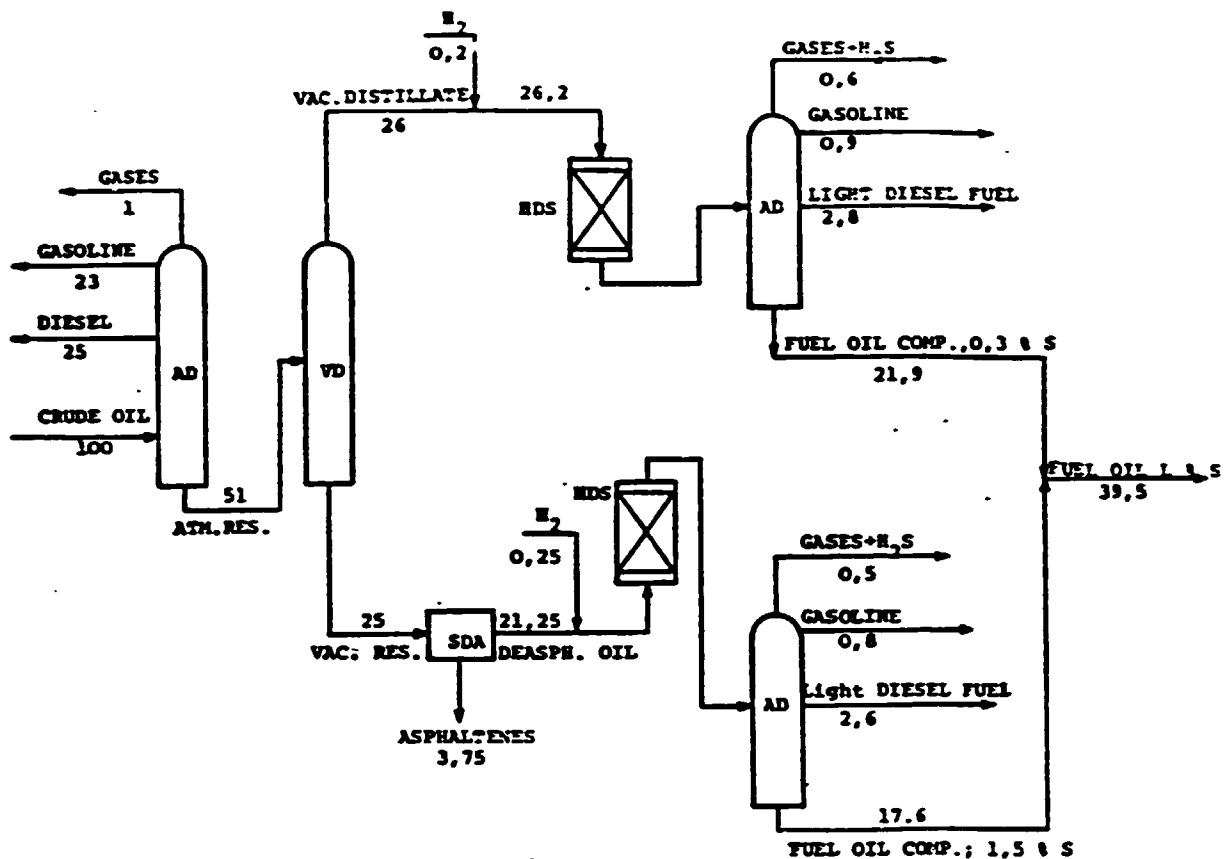 H2
0,2
VAC.DISTILLATE
26
26,2
GASES+H2S
0,6
GASOLINE
0,9
LIGHT DIESEL FUEL
2,8
HDS
AD
GASES
1
GASOLINE
23
DIESEL
25
AD
CRUDE OIL
100
51
ATM.RES.
VD
FUEL OIL COMP.,0,3 % S
21,9
FUEL OIL 1 % S
39,5
HDS
H2
0,25
25
VAC. RES.
SDA
21,25
DEASPH. OIL
ASPHALTENES
3,75
GASES+H2S
0,5
GASOLINE
0,8
Light DIESEL FUEL
2,6
AD
17.6
FUEL OIL COMP.; 1,5 % S